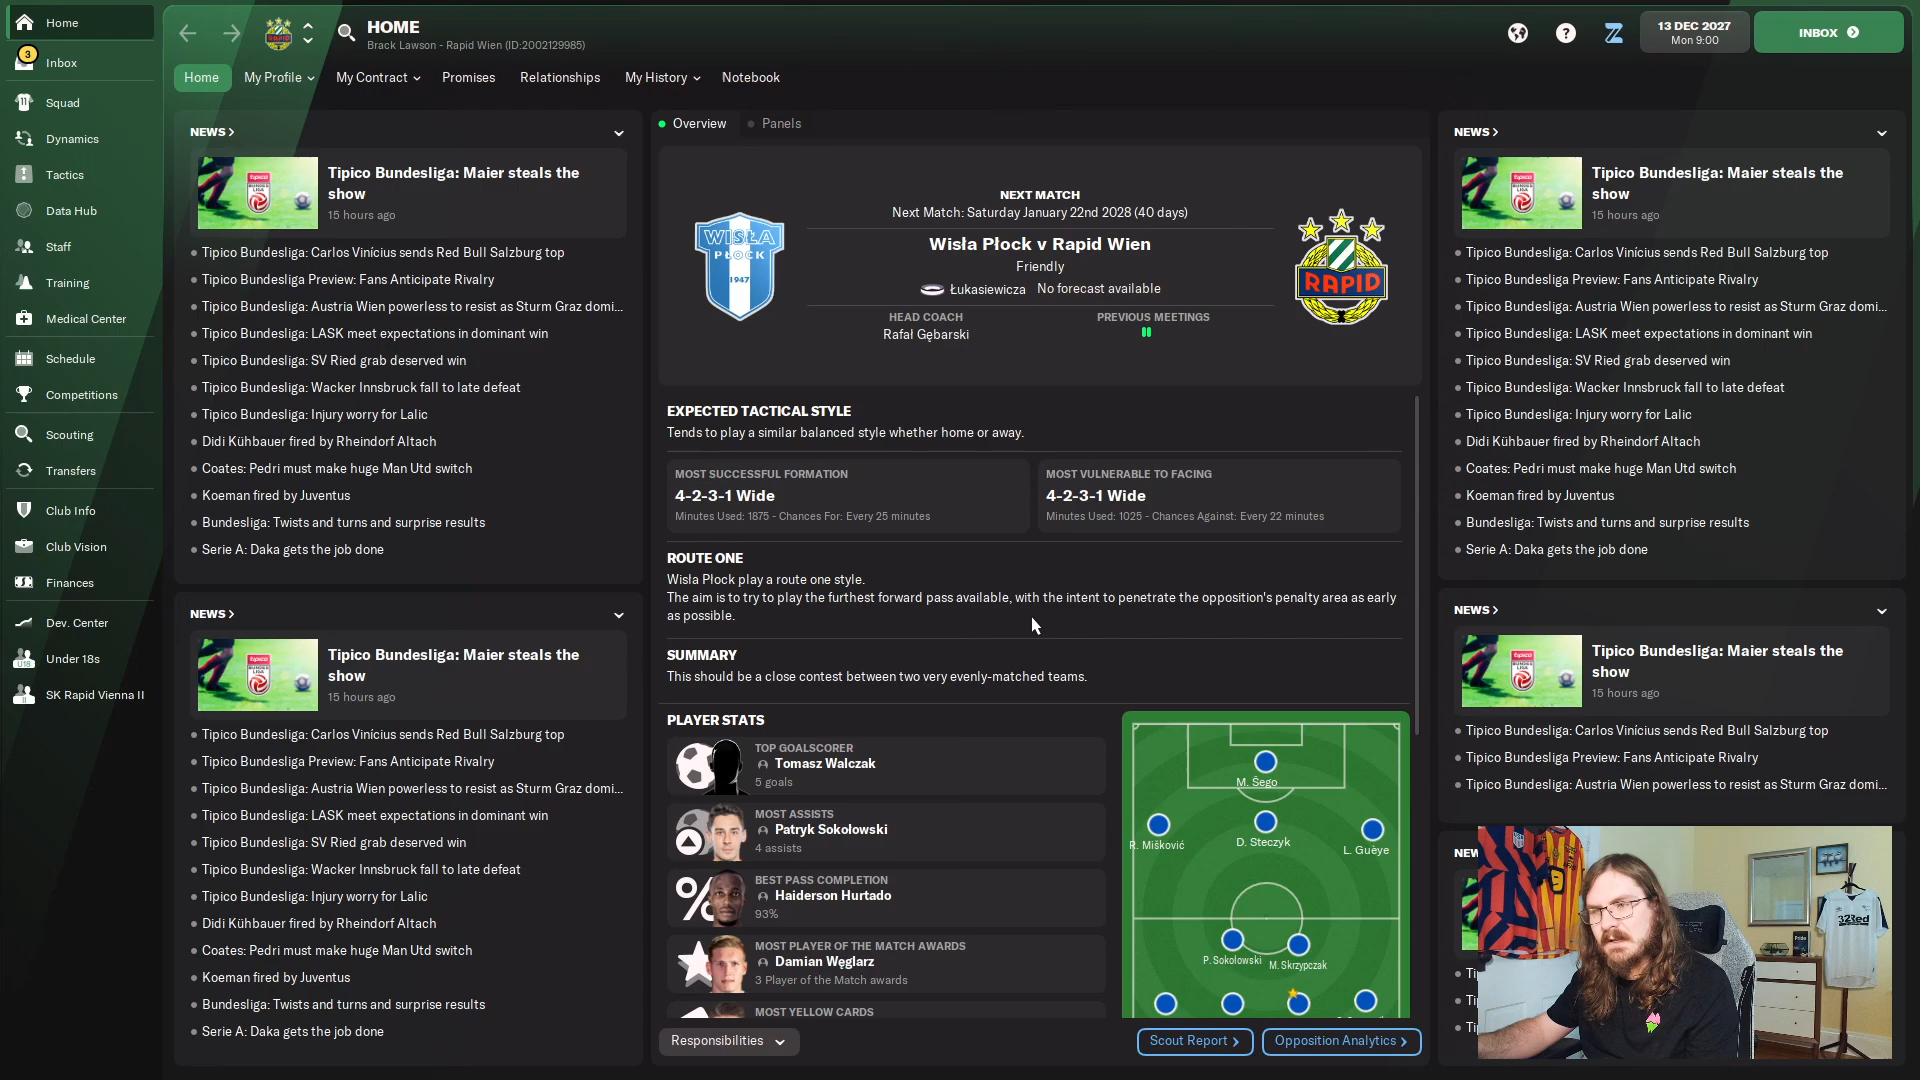 Home
3
Inbox
Squad
Dynamics
Tactics
Data Hub
Staff
Training
Medical Center
Schedule
Competitions
Scouting
Transfers
Club Info
Club Vision
Finances
Dev. Center
Under 18s
SK Rapid Vienna II
HOME
Brack Lawson - Rapid Wien (ID:2002129985)
13 DEC 2027
Mon 9:00
INBOX
Home
My Profile
My Contract
Promises
Relationships
My History
Notebook
NEWS >
Tipico Bundesliga: Maier steals the
show
15 hours ago
Tipico Bundesliga: Carlos Vinícius sends Red Bull Salzburg top
Tipico Bundesliga Preview: Fans Anticipate Rivalry
Tipico Bundesliga: Austria Wien powerless to resist as Sturm Graz domi...
Tipico Bundesliga: LASK meet expectations in dominant win
Tipico Bundesliga: SV Ried grab deserved win
Tipico Bundesliga: Wacker Innsbruck fall to late defeat
Tipico Bundesliga: Injury worry for Lalic
Didi Kühbauer fired by Rheindorf Altach
Coates: Pedri must make huge Man Utd switch
Koeman fired by Juventus
Bundesliga: Twists and turns and surprise results
Serie A: Daka gets the job done
NEWS >
Tipico Bundesliga: Maier steals the
show
15 hours ago
Tipico Bundesliga: Carlos Vinícius sends Red Bull Salzburg top
Tipico Bundesliga Preview: Fans Anticipate Rivalry
Tipico Bundesliga: Austria Wien powerless to resist as Sturm Graz domi...
Tipico Bundesliga: LASK meet expectations in dominant win
Tipico Bundesliga: SV Ried grab deserved win
Tipico Bundesliga: Wacker Innsbruck fall to late defeat
Tipico Bundesliga: Injury worry for Lalic
Didi Kühbauer fired by Rheindorf Altach
Coates: Pedri must make huge Man Utd switch
Koeman fired by Juventus
Bundesliga: Twists and turns and surprise results
Serie A: Daka gets the job done
Overview
Panels
WISŁA
PŁOCK
1947
NEXT MATCH
Next Match: Saturday January 22nd 2028 (40 days)
Wisła Płock v Rapid Wien
Friendly
Łukasiewicza No forecast available
HEAD COACH
Rafał Gębarski
PREVIOUS MEETINGS
RAPID
EXPECTED TACTICAL STYLE
Tends to play a similar balanced style whether home or away.
MOST SUCCESSFUL FORMATION
4-2-3-1 Wide
Minutes Used: 1875 - Chances For: Every 25 minutes
MOST VULNERABLE TO FACING
4-2-3-1 Wide
Minutes Used: 1025 - Chances Against: Every 22 minutes
ROUTE ONE
Wisła Płock play a route one style.
The aim is to try to play the furthest forward pass available, with the intent to penetrate the opposition's penalty area as early
as possible.
SUMMARY
This should be a close contest between two very evenly-matched teams.
PLAYER STATS
TOP GOALSCORER
Tomasz Walczak
5 goals
MOST ASSISTS
Patryk Sokołowski
4 assists
BEST PASS COMPLETION
Haiderson Hurtado
93%
MOST PLAYER OF THE MATCH AWARDS
Damian Węglarz
3 Player of the Match awards
MOST YELLOW CARDS
M. Šego
R. Mišković
D. Steczyk
L. Guèye
P. Sokołowski
M. Skrzypczak
Responsibilities
Scout Report >
Opposition Analytics >
NEWS >
Tipico Bundesliga: Maier steals the
show
15 hours ago
Tipico Bundesliga: Carlos Vinícius sends Red Bull Salzburg top
Tipico Bundesliga Preview: Fans Anticipate Rivalry
Tipico Bundesliga: Austria Wien powerless to resist as Sturm Graz domi...
Tipico Bundesliga: LASK meet expectations in dominant win
Tipico Bundesliga: SV Ried grab deserved win
Tipico Bundesliga: Wacker Innsbruck fall to late defeat
Tipico Bundesliga: Injury worry for Lalic
Didi Kühbauer fired by Rheindorf Altach
Coates: Pedri must make huge Man Utd switch
Koeman fired by Juventus
Bundesliga: Twists and turns and surprise results
Serie A: Daka gets the job done
NEWS >
Tipico Bundesliga: Maier steals the
show
15 hours ago
Tipico Bundesliga: Carlos Vinícius sends Red Bull Salzburg top
Tipico Bundesliga Preview: Fans Anticipate Rivalry
Tipico Bundesliga: Austria Wien powerless to resist as Sturm Graz domi...
NEW
32Red
Pride